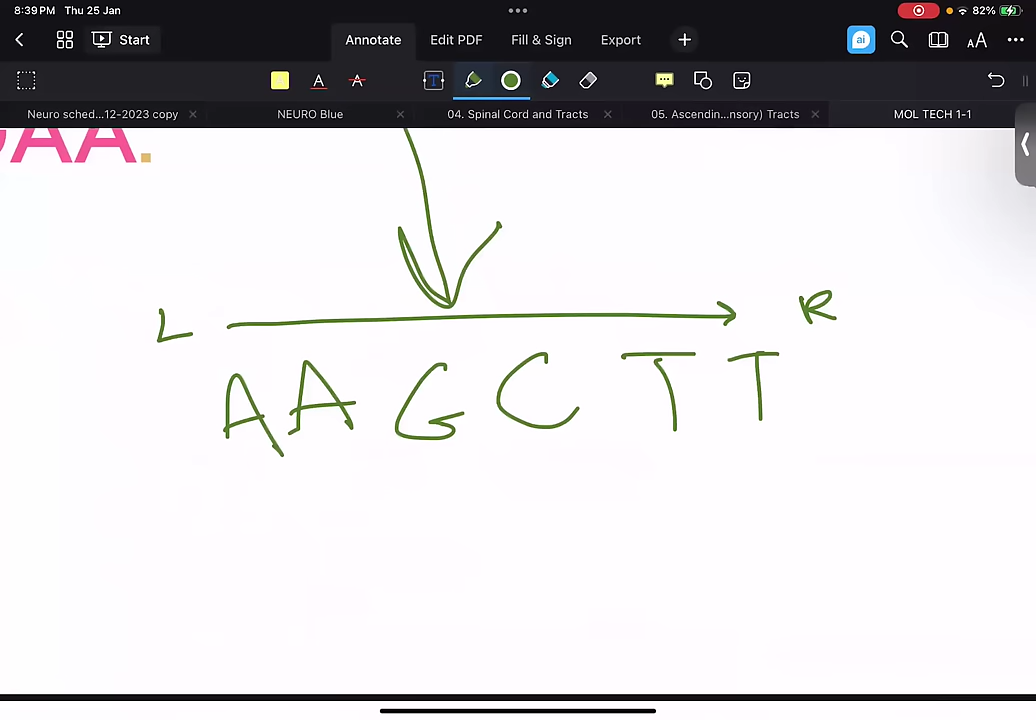 8:39 PM Thu 25 Jan 82%
Start Annotate Edit PDF Fill & Sign Export
Neuro sched...12-2023 copy NEURO Blue 04. Spinal Cord and Tracts 05. Ascendin...nsory) Tracts MOL TECH 1-1
L R
A A G C T T